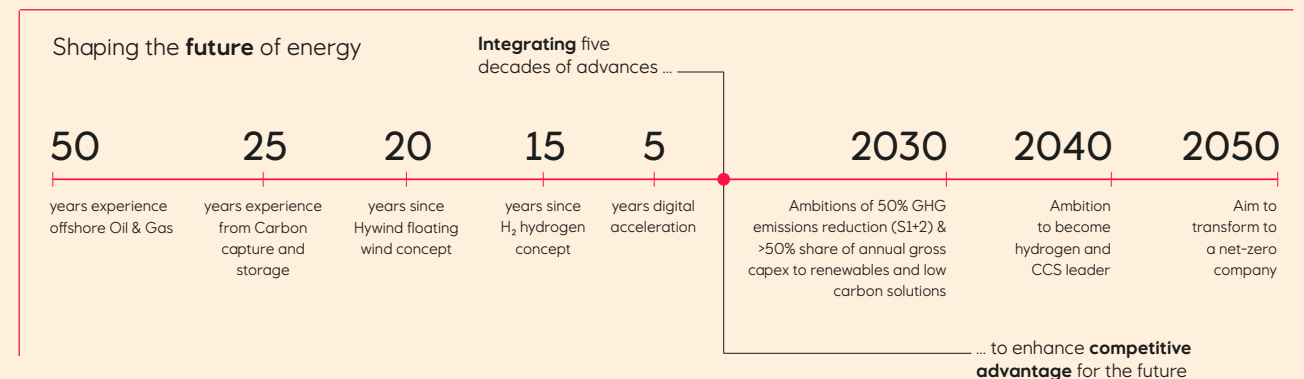 Shaping the future of energy
Integrating five
decades of advances ...
50
years experience
offshore Oil & Gas
25
years experience
from Carbon
capture and
storage
20
years since
Hywind floating
wind concept
15
years since
H₂ hydrogen
concept
5
years digital
acceleration
2030
Ambitions of 50% GHG
emissions reduction (S1+2) &
>50% share of annual gross
capex to renewables and low
carbon solutions
2040
Ambition
to become
hydrogen and
CCS leader
2050
Aim to
transform to
a net-zero
company
... to enhance competitive
advantage for the future